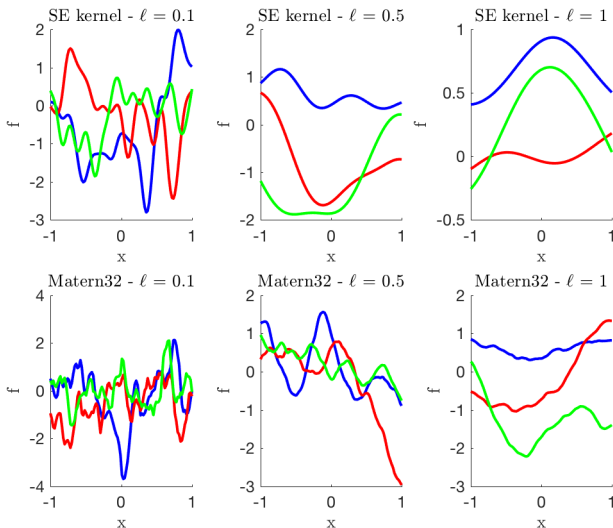 SE kernel - ℓ = 0.1
SE kernel - ℓ = 0.5
SE kernel - ℓ = 1
2
1
0
-1
-2
-3
f
-1
0
1
x
2
1
0
-1
-2
f
-1
0
1
x
1
0.5
0
-0.5
f
-1
0
1
x
Matern32 - ℓ = 0.1
Matern32 - ℓ = 0.5
Matern32 - ℓ = 1
4
2
0
-2
-4
f
-1
0
1
x
2
1
0
-1
-2
-3
f
-1
0
1
x
2
1
0
-1
-2
-3
f
-1
0
1
x